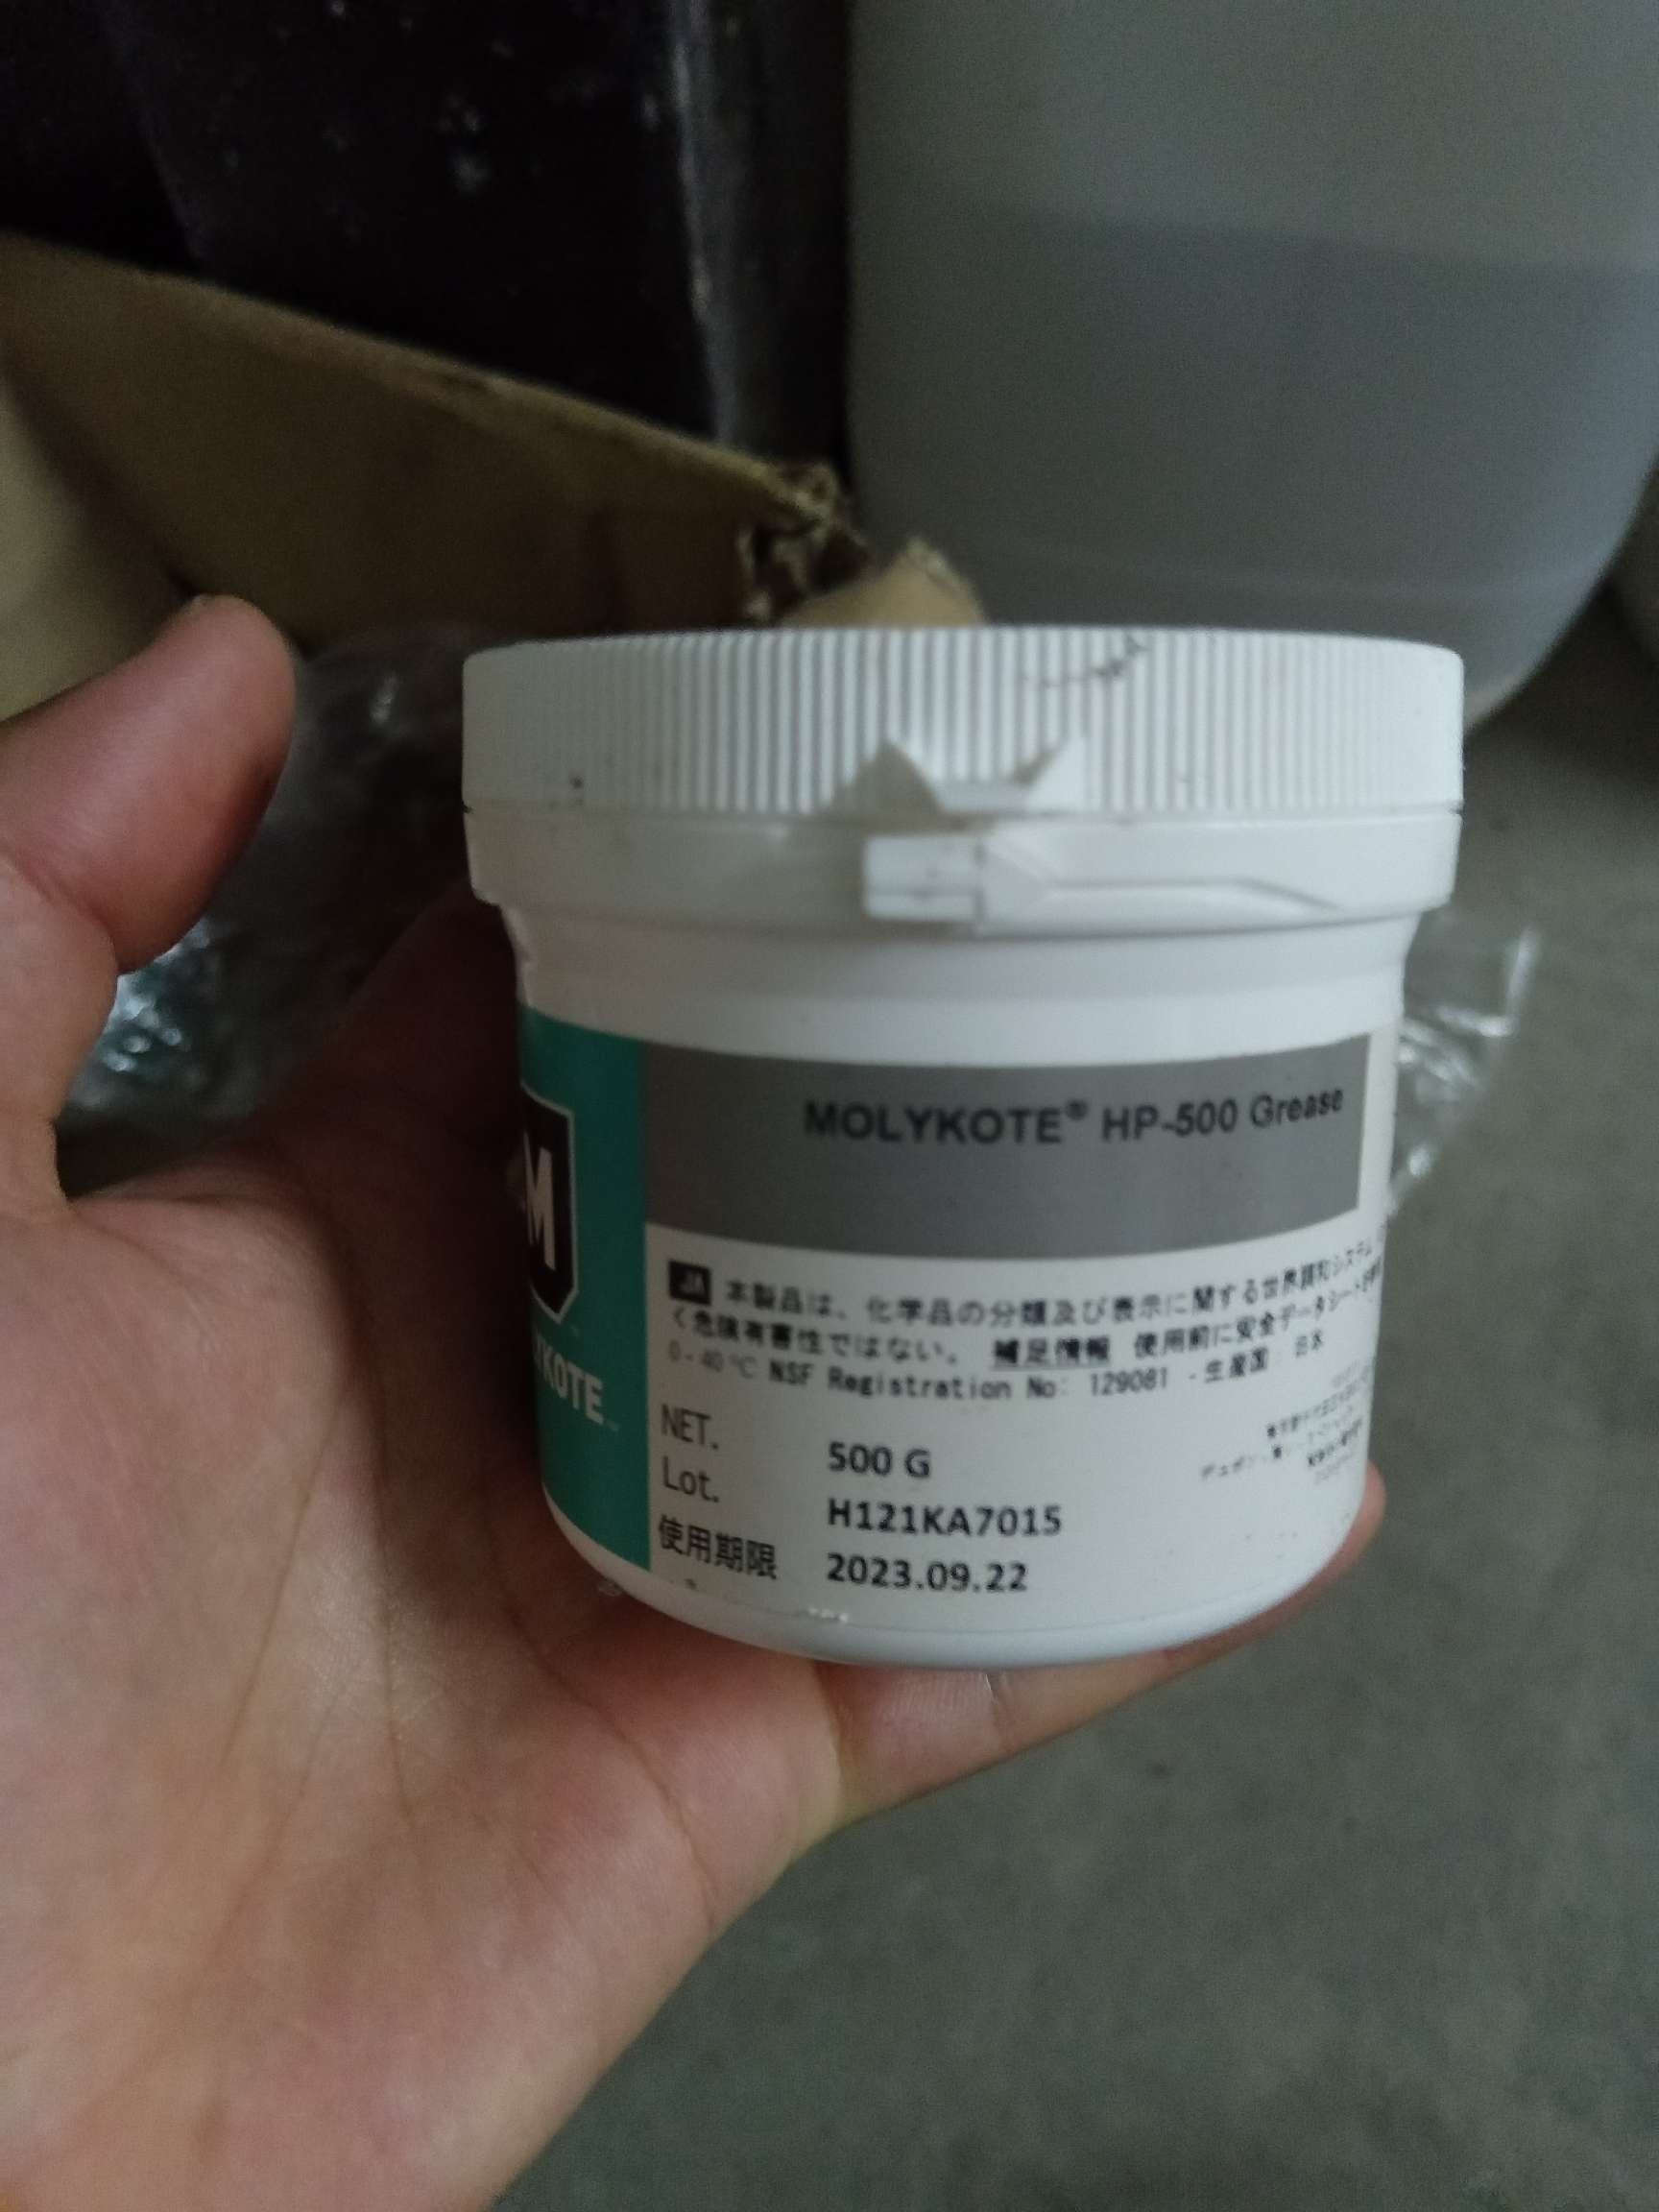 MOLYKOTE® HP-500 Grease
M
YKOTE™
JA 本製品は、化学品の分類及び表示に関する世界調和システム
く危険有害性ではない。 補足情報 使用前に安全データシート
0-40℃ NSF Registration No: 129081 -生産国 日本
NET. 500 G
Lot. H121KA7015
使用期限 2023.09.22